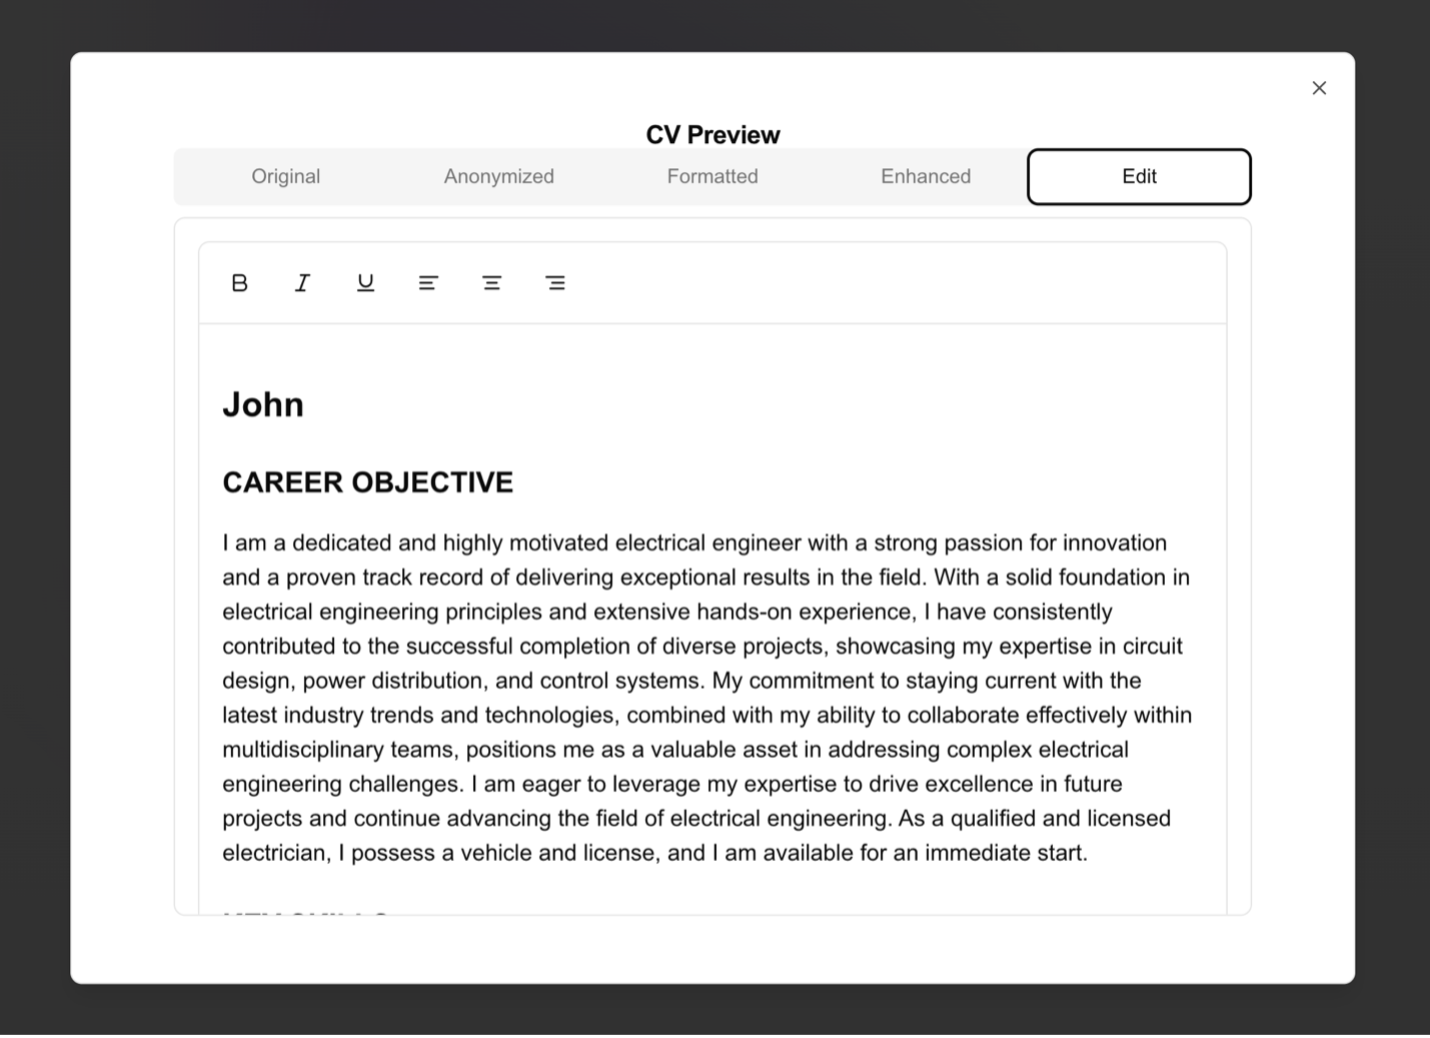 CV Preview
Original Anonymized Formatted Enhanced Edit
B I U
John
CAREER OBJECTIVE
I am a dedicated and highly motivated electrical engineer with a strong passion for innovation
and a proven track record of delivering exceptional results in the field. With a solid foundation in
electrical engineering principles and extensive hands-on experience, I have consistently
contributed to the successful completion of diverse projects, showcasing my expertise in circuit
design, power distribution, and control systems. My commitment to staying current with the
latest industry trends and technologies, combined with my ability to collaborate effectively within
multidisciplinary teams, positions me as a valuable asset in addressing complex electrical
engineering challenges. I am eager to leverage my expertise to drive excellence in future
projects and continue advancing the field of electrical engineering. As a qualified and licensed
electrician, I possess a vehicle and license, and I am available for an immediate start.